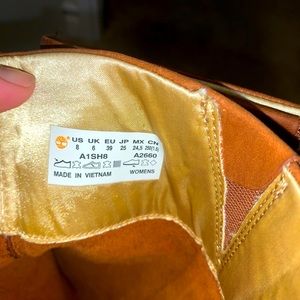 US UK EU JP MX CN
8 6 39 25 24,5 250(1.5)
A1SH8 A2660
MADE IN VIETNAM WOMENS